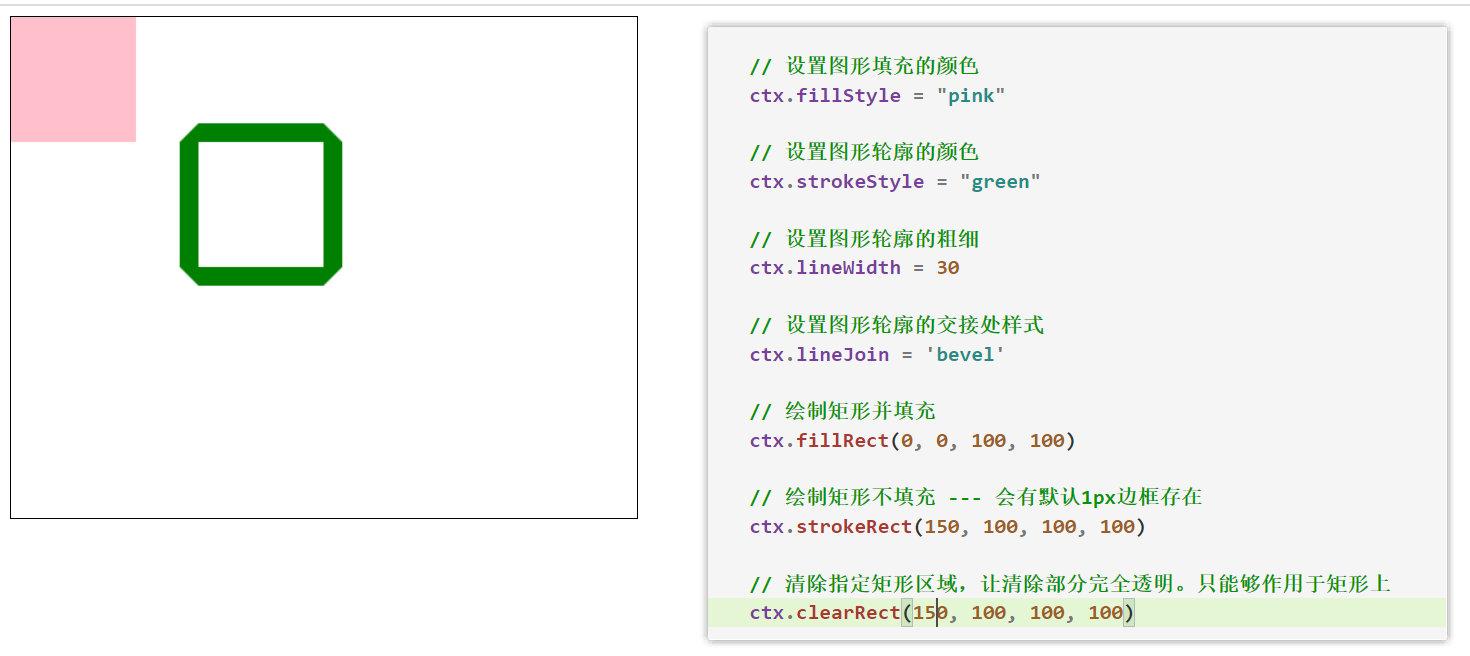 // 设置图形填充的颜色
ctx.fillStyle = "pink"
// 设置图形轮廓的颜色
ctx.strokeStyle = "green"
// 设置图形轮廓的粗细
ctx.lineWidth = 30
// 设置图形轮廓的交接处样式
ctx.lineJoin = 'bevel'
// 绘制矩形并填充
ctx.fillRect(0, 0, 100, 100)
// 绘制矩形不填充 --- 会有默认1px边框存在
ctx.strokeRect(150, 100, 100, 100)
// 清除指定矩形区域，让清除部分完全透明。只能够作用于矩形上
ctx.clearRect(150, 100, 100, 100)